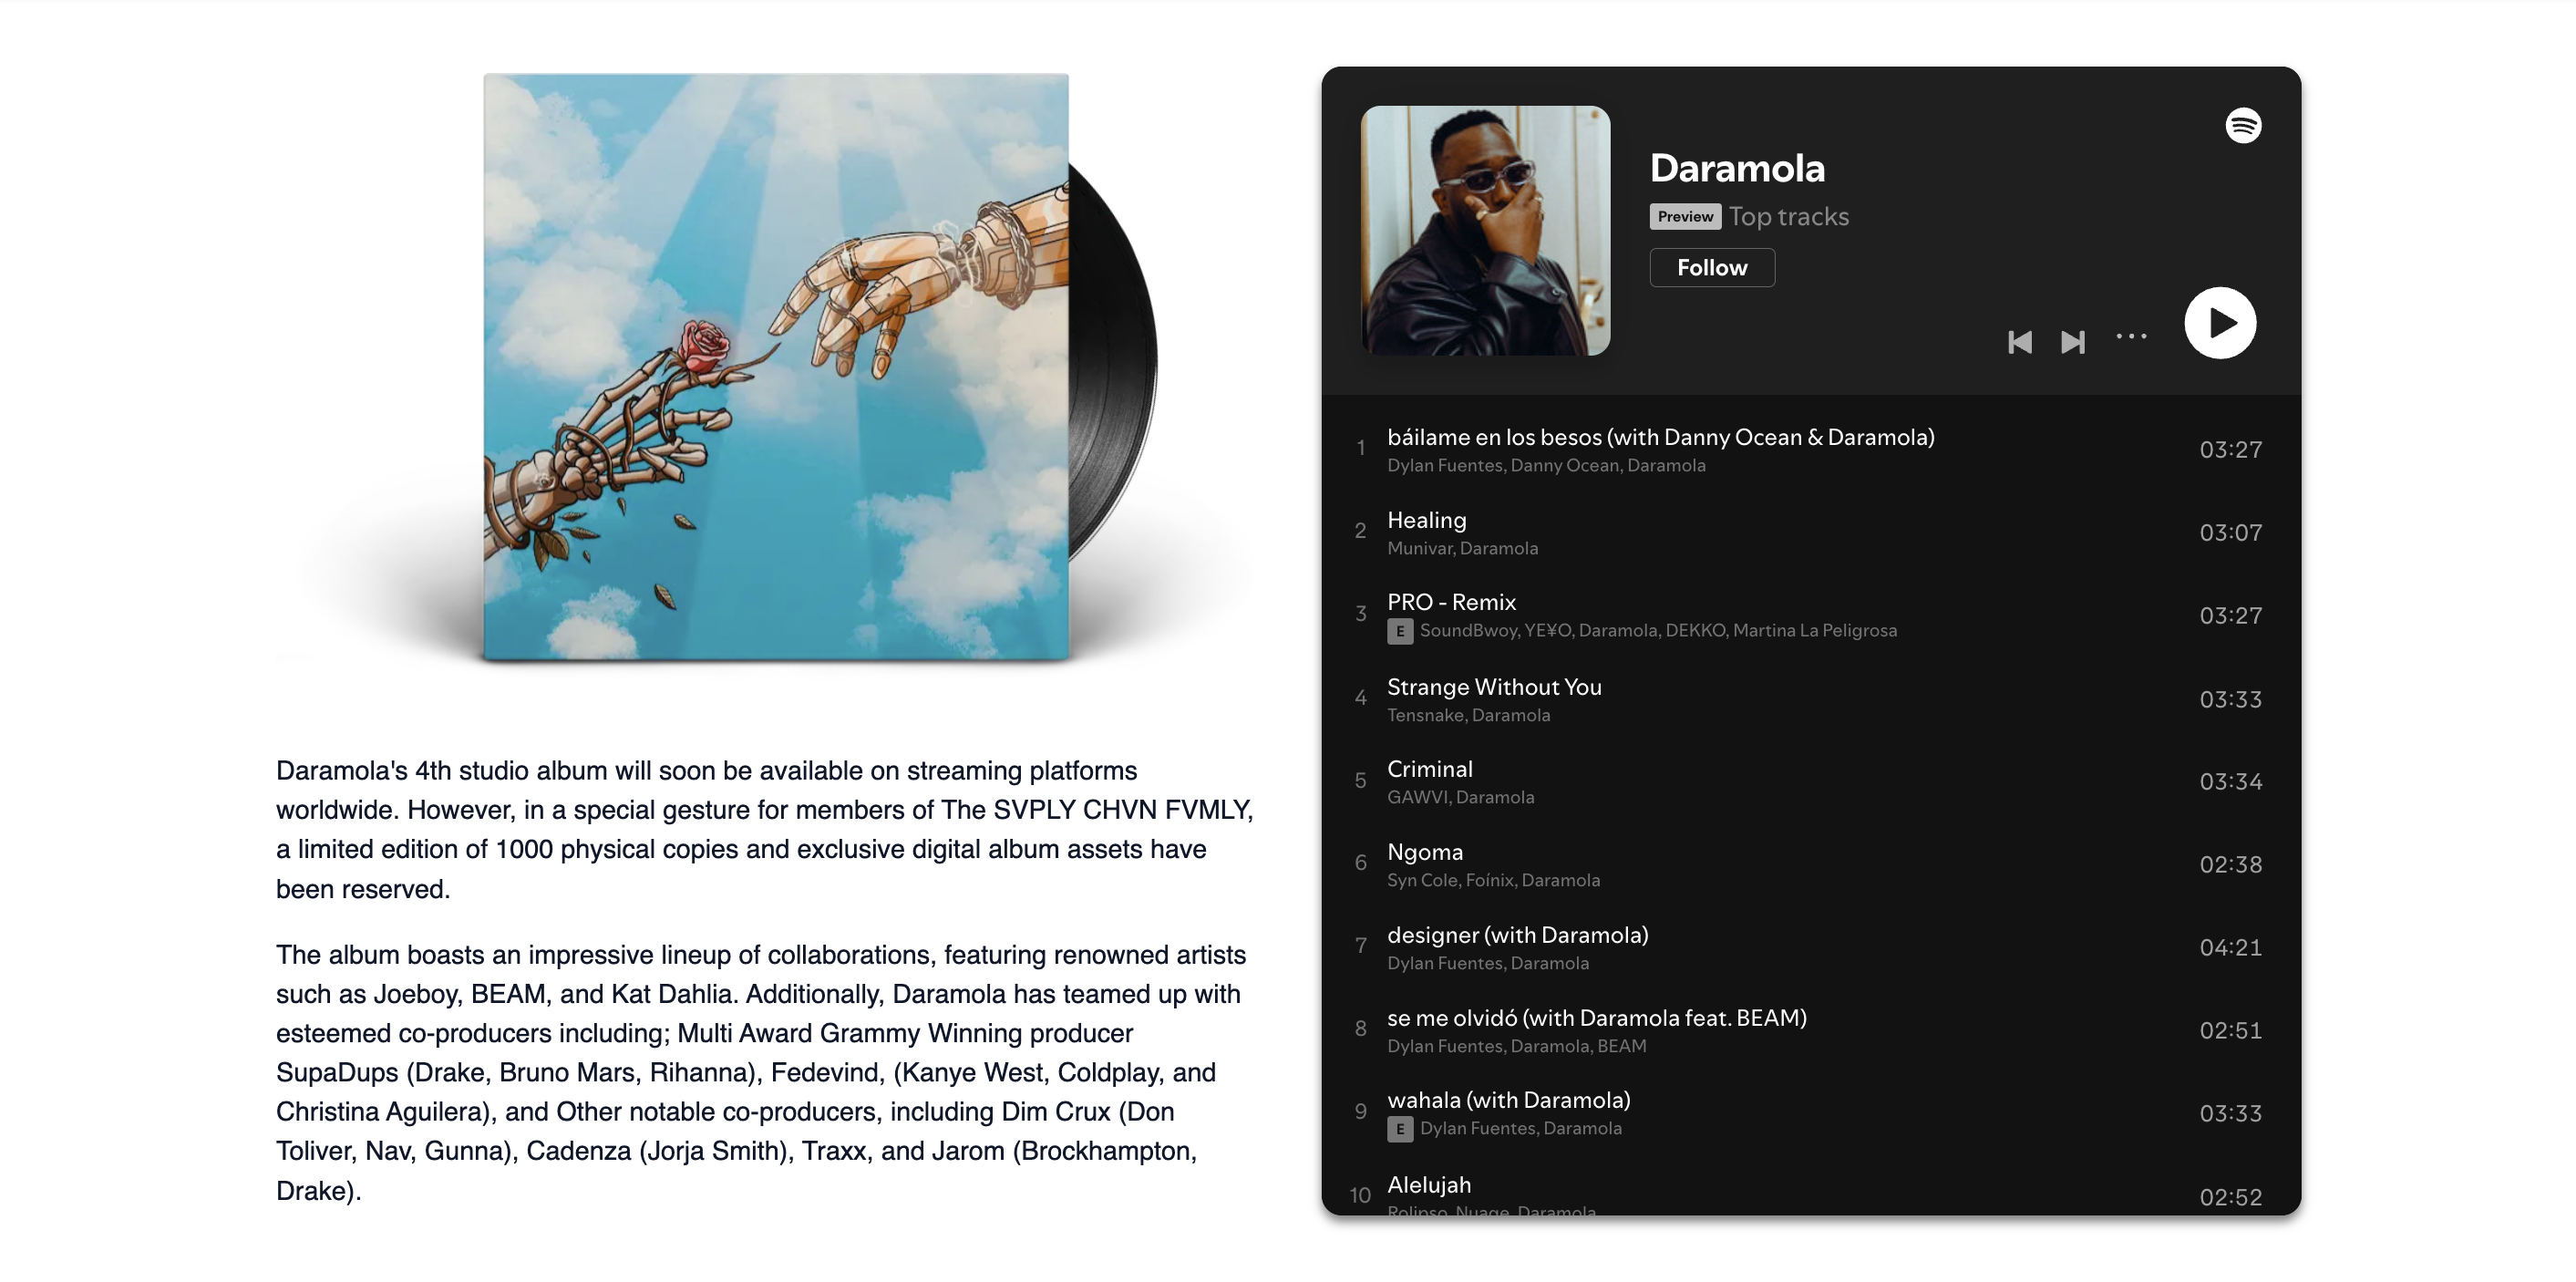 Daramola's 4th studio album will soon be available on streaming platforms
worldwide. However, in a special gesture for members of The SVPLY CHVN FVMLY,
a limited edition of 1000 physical copies and exclusive digital album assets have
been reserved.
The album boasts an impressive lineup of collaborations, featuring renowned artists
such as Joeboy, BEAM, and Kat Dahlia. Additionally, Daramola has teamed up with
esteemed co-producers including; Multi Award Grammy Winning producer
SupaDups (Drake, Bruno Mars, Rihanna), Fedevind, (Kanye West, Coldplay, and
Christina Aguilera), and Other notable co-producers, including Dim Crux (Don
Toliver, Nav, Gunna), Cadenza (Jorja Smith), Traxx, and Jarom (Brockhampton,
Drake).
Daramola
Preview Top tracks
Follow
1 báilame en los besos (with Danny Ocean & Daramola) 03:27
Dylan Fuentes, Danny Ocean, Daramola
2 Healing 03:07
Munivar, Daramola
3 PRO - Remix 03:27
E SoundBwoy, YE¥O, Daramola, DEKKO, Martina La Peligrosa
4 Strange Without You 03:33
Tensnake, Daramola
5 Criminal 03:34
GAWVI, Daramola
6 Ngoma 02:38
Syn Cole, Foínix, Daramola
7 designer (with Daramola) 04:21
Dylan Fuentes, Daramola
8 se me olvidó (with Daramola feat. BEAM) 02:51
Dylan Fuentes, Daramola, BEAM
9 wahala (with Daramola) 03:33
E Dylan Fuentes, Daramola
10 Alelujah 02:52
Rolipso, Nuage, Daramola